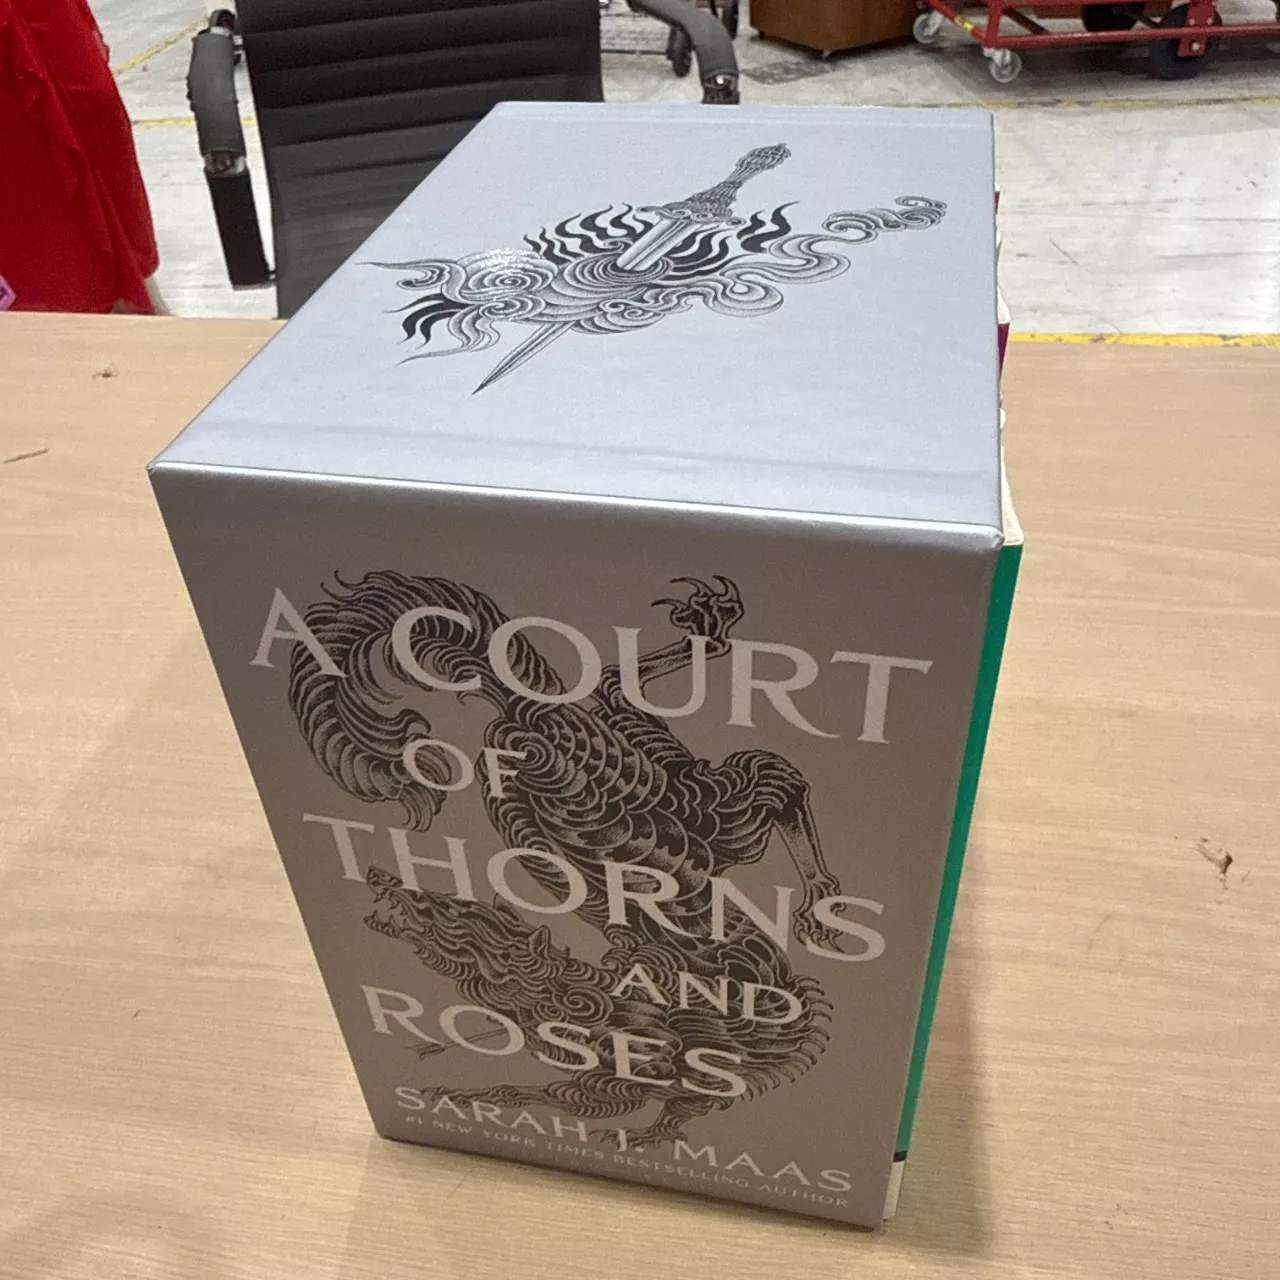 A COURT
OF
THORNS
AND
ROSES
SARAH J. MAAS
#1 NEW YORK TIMES BESTSELLING AUTHOR